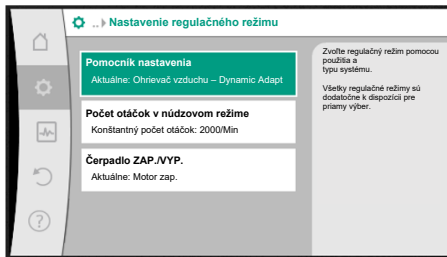 .. Nastavenie regulačného režimu
Pomocník nastavenia
Aktuálne: Ohrievač vzduchu – Dynamic Adapt
Počet otáčok v núdzovom režime
Konštantný počet otáčok: 2000/Min
Čerpadlo ZAP./VYP.
Aktuálne: Motor zap.
Zvoľte regulačný režim pomocou
použitia a
typu systému.
Všetky regulačné režimy sú
dodatočne k dispozícii pre
priamy výber.
?